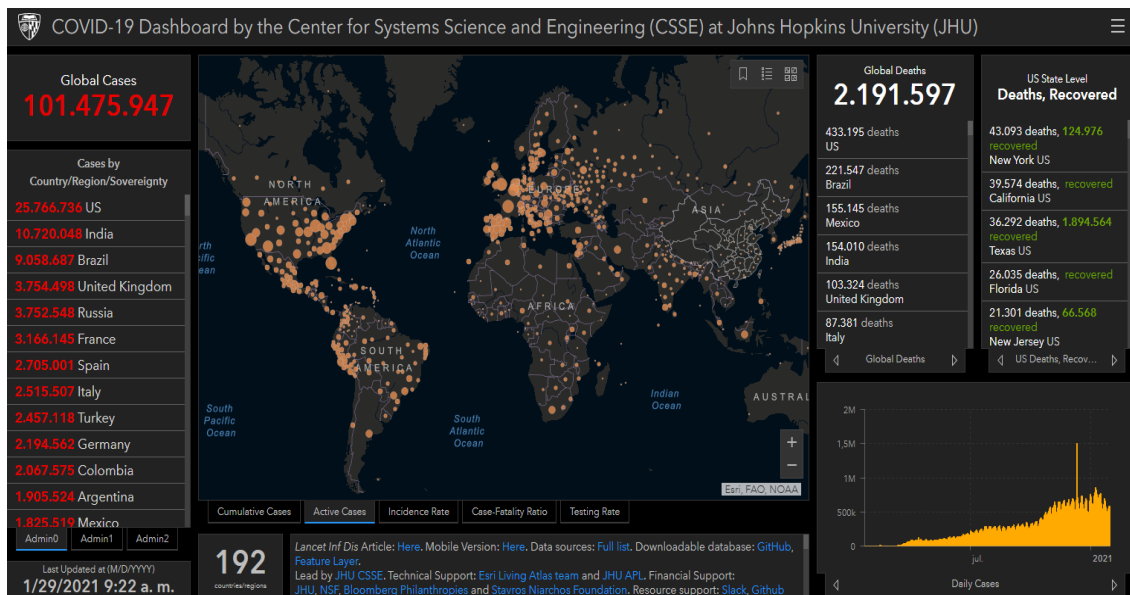 COVID-19 Dashboard by the Center for Systems Science and Engineering (CSSE) at Johns Hopkins University (JHU)
Global Cases
101.475.947
Cases by
Country/Region/Sovereignty
25.766.736 US
10.720.048 India
9.058.687 Brazil
3.754.498 United Kingdom
3.752.548 Russia
3.166.145 France
2.705.001 Spain
2.515.507 Italy
2.457.118 Turkey
2.194.562 Germany
2.067.575 Colombia
1.905.524 Argentina
1.825.519 Mexico
Admin0
Admin1
Admin2
Last Updated at (M/D/YYYY)
1/29/2021 9:22 a. m.
NORTH
AMERICA
EUROPE
ASIA
rth
cific
ean
North
Atlantic
Ocean
AFRICA
SOUTH
AMERICA
Indian
Ocean
AUSTRAL
South
Pacific
Ocean
South
Atlantic
Ocean
+
−
Esri, FAO, NOAA
Cumulative Cases
Active Cases
Incidence Rate
Case-Fatality Ratio
Testing Rate
192
countries/regions
Lancet Inf Dis Article: Here. Mobile Version: Here. Data sources: Full list. Downloadable database: GitHub,
Feature Layer.
Lead by JHU CSSE. Technical Support: Esri Living Atlas team and JHU APL. Financial Support:
JHU, NSF, Bloomberg Philanthropies and Stavros Niarchos Foundation. Resource support: Slack, Github
Global Deaths
2.191.597
433.195 deaths
US
221.547 deaths
Brazil
155.145 deaths
Mexico
154.010 deaths
India
103.324 deaths
United Kingdom
87.381 deaths
Italy
Global Deaths
US State Level
Deaths, Recovered
43.093 deaths, 124.976
recovered
New York US
39.574 deaths, recovered
California US
36.292 deaths, 1.894.564
recovered
Texas US
26.035 deaths, recovered
Florida US
21.301 deaths, 66.568
recovered
New Jersey US
US Deaths, Recov...
2M
1,5M
1M
500k
0
jul.
2021
Daily Cases